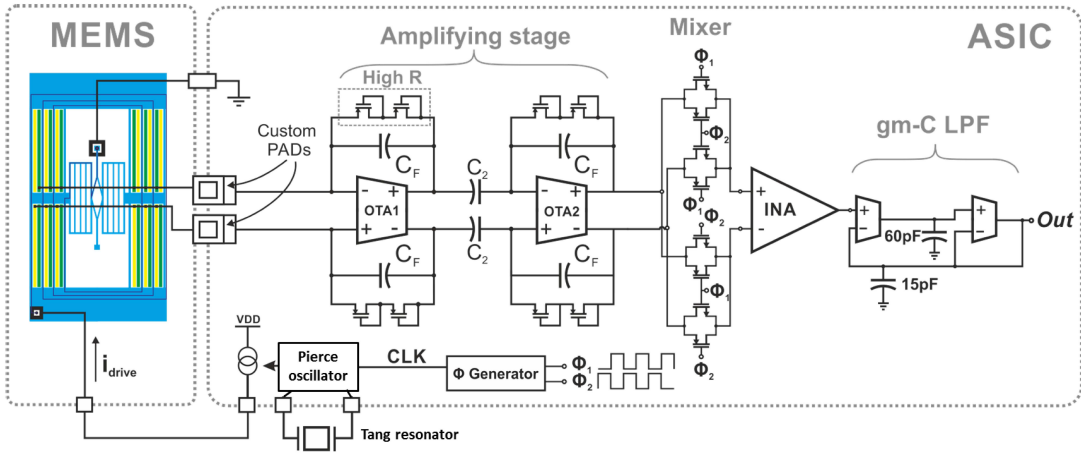 MEMS
ASIC
Amplifying stage
Mixer
High R
Φ1
Custom
PADs
Φ2
gm-C LPF
CF
C2
CF
- +
OTA1
+ -
- +
OTA2
+ -
Φ1
Φ2
+
INA
-
+
-
60pF
+
-
Out
C2
CF
CF
15pF
Φ1
VDD
idrive
Pierce
oscillator
CLK
Φ Generator
Φ1
Φ2
Φ2
Tang resonator